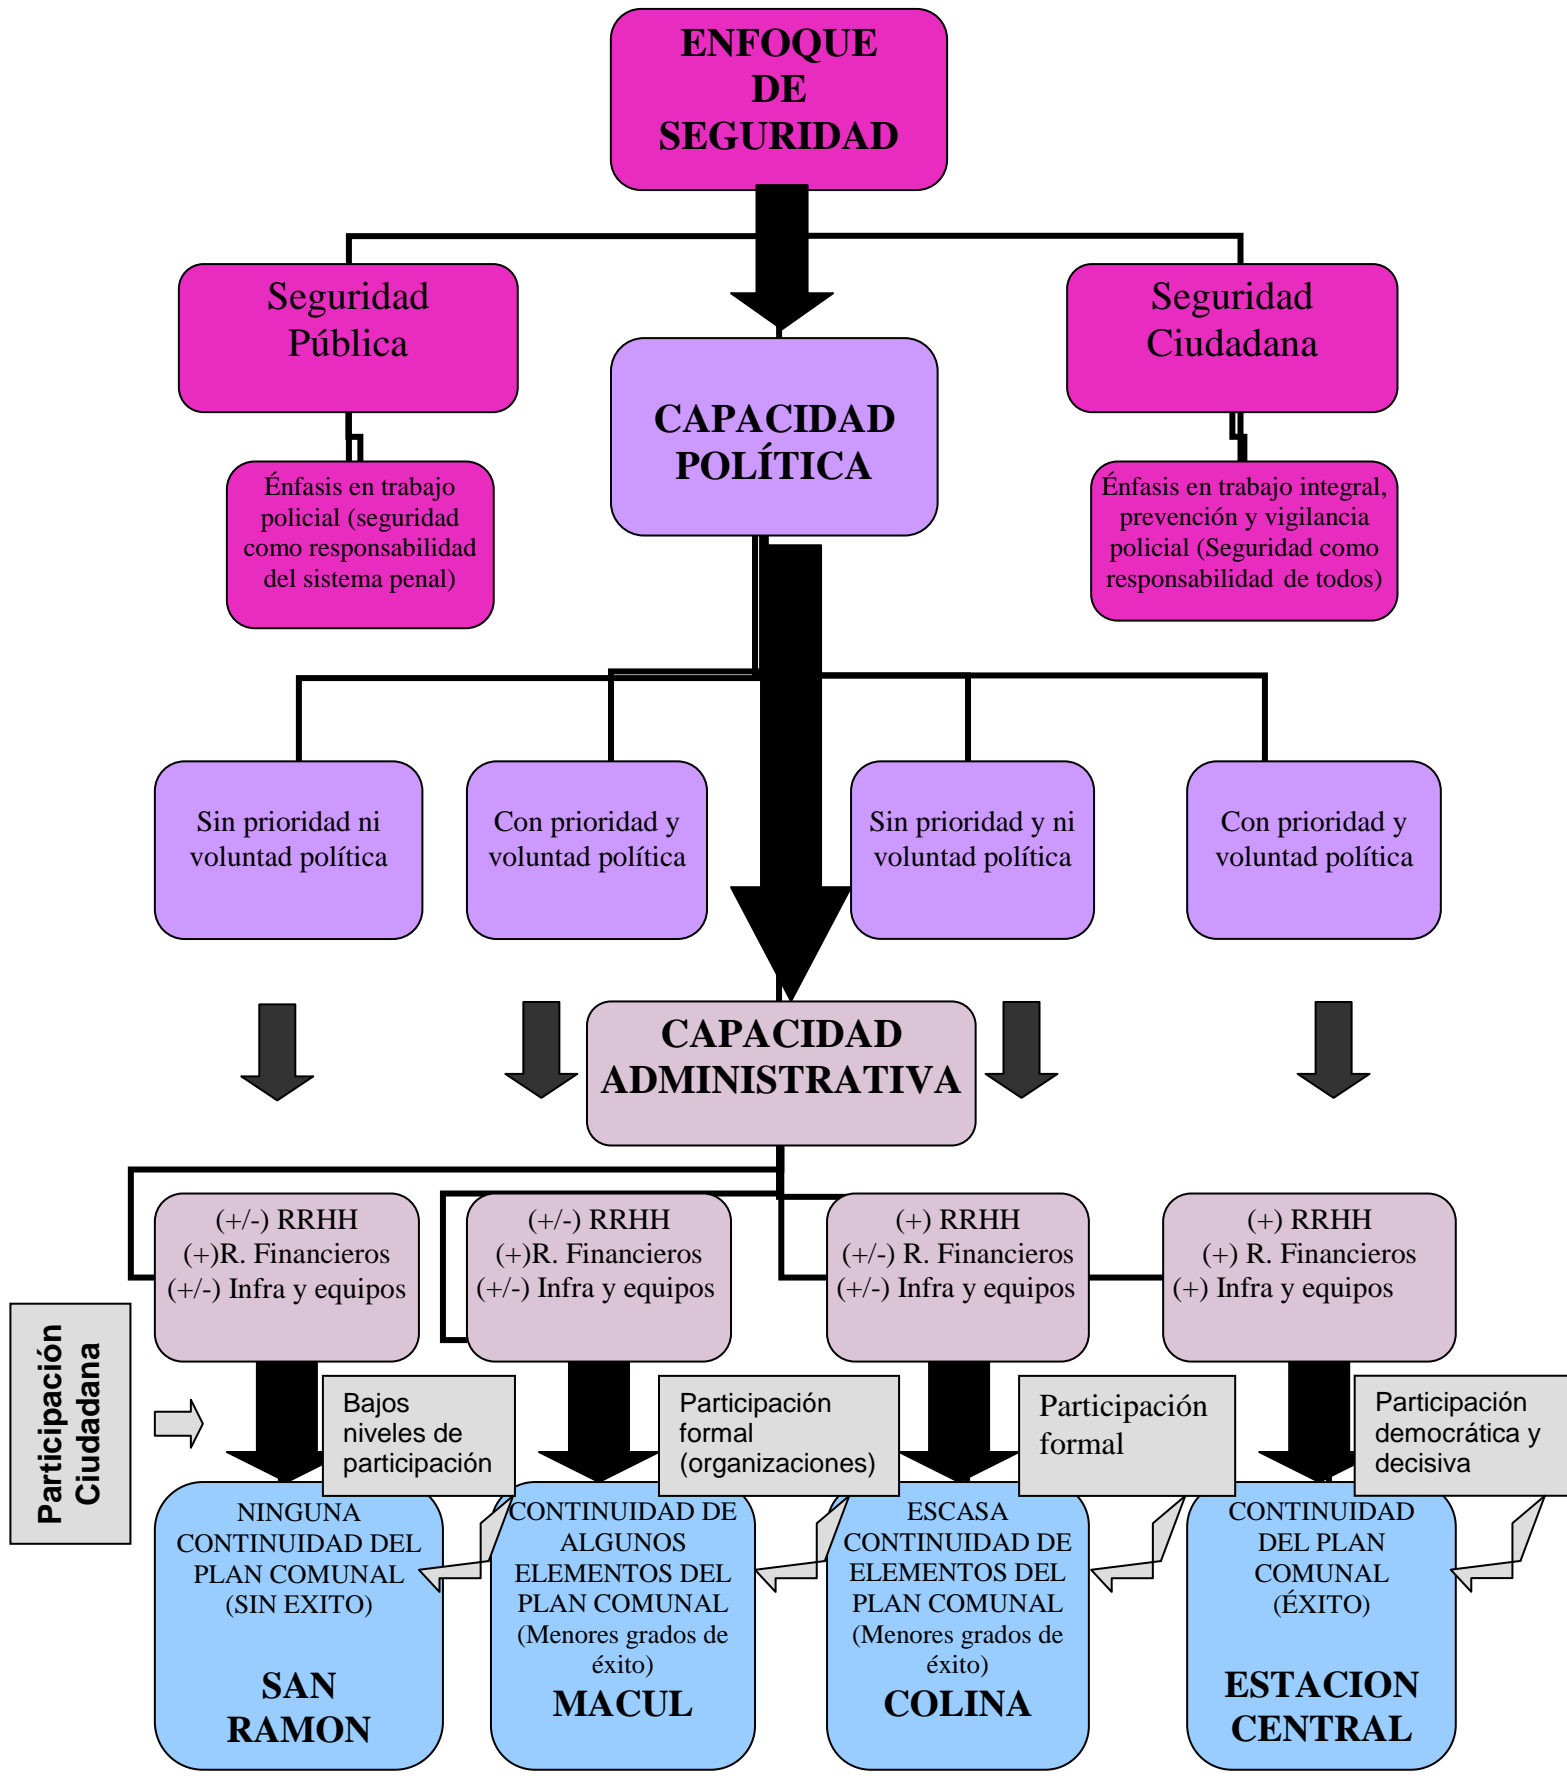 ENFOQUE
DE
SEGURIDAD
Seguridad
Pública
Seguridad
Ciudadana
CAPACIDAD
POLÍTICA
Énfasis en trabajo
policial (seguridad
como responsabilidad
del sistema penal)
Énfasis en trabajo integral,
prevención y vigilancia
policial (Seguridad como
responsabilidad de todos)
Sin prioridad ni
voluntad política
Con prioridad y
voluntad política
Sin prioridad y ni
voluntad política
Con prioridad y
voluntad política
CAPACIDAD
ADMINISTRATIVA
(+/-) RRHH
(+)R. Financieros
(+/-) Infra y equipos
(+/-) RRHH
(+)R. Financieros
(+/-) Infra y equipos
(+) RRHH
(+/-) R. Financieros
(+/-) Infra y equipos
(+) RRHH
(+) R. Financieros
(+) Infra y equipos
Participación
Ciudadana
Bajos
niveles de
participación
Participación
formal
(organizaciones)
Participación
formal
Participación
democrática y
decisiva
NINGUNA
CONTINUIDAD DEL
PLAN COMUNAL
(SIN EXITO)
SAN
RAMON
CONTINUIDAD DE
ALGUNOS
ELEMENTOS DEL
PLAN COMUNAL
(Menores grados de
éxito)
MACUL
ESCASA
CONTINUIDAD DE
ELEMENTOS DEL
PLAN COMUNAL
(Menores grados de
éxito)
COLINA
CONTINUIDAD
DEL PLAN
COMUNAL
(ÉXITO)
ESTACION
CENTRAL